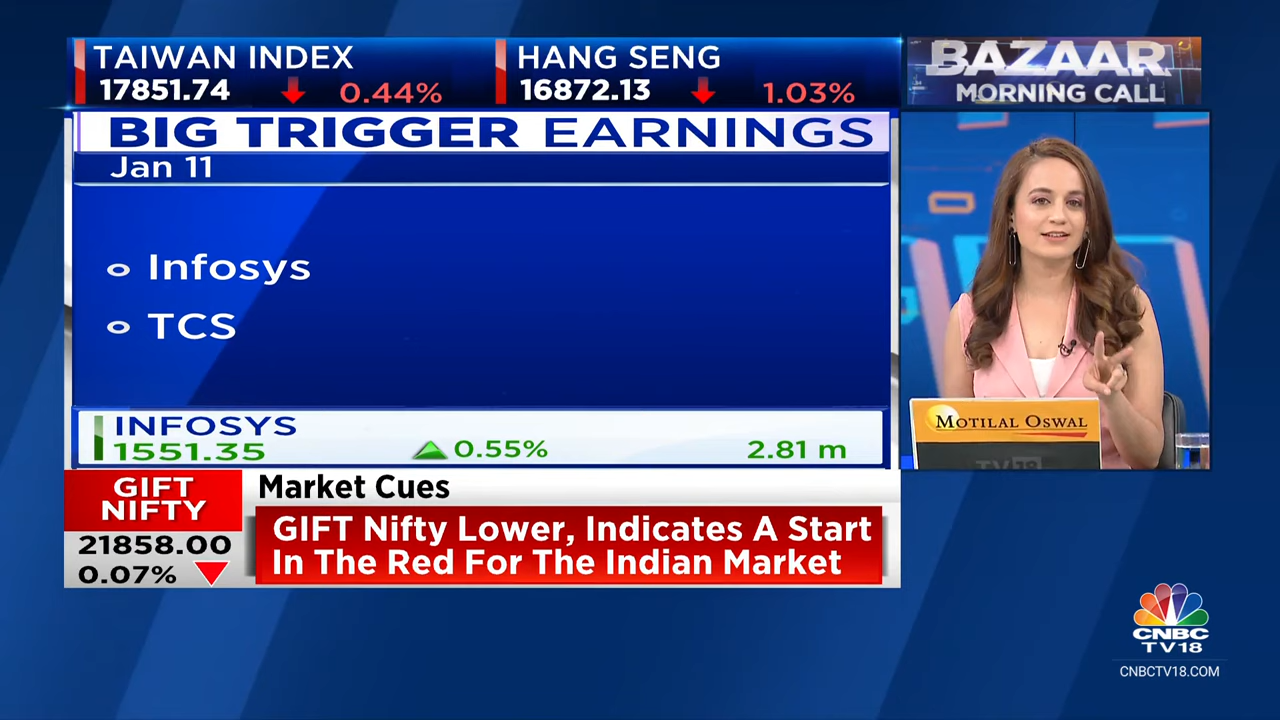 TAIWAN INDEX
17851.74 0.44%
HANG SENG
16872.13 1.03%
BAZAAR
MORNING CALL
BIG TRIGGER EARNINGS
Jan 11
Infosys
TCS
INFOSYS
1551.35 0.55% 2.81 m
MOTILAL OSWAL
TV18
GIFT
NIFTY
21858.00
0.07%
Market Cues
GIFT Nifty Lower, Indicates A Start
In The Red For The Indian Market
CNBC
TV18
CNBCTV18.COM